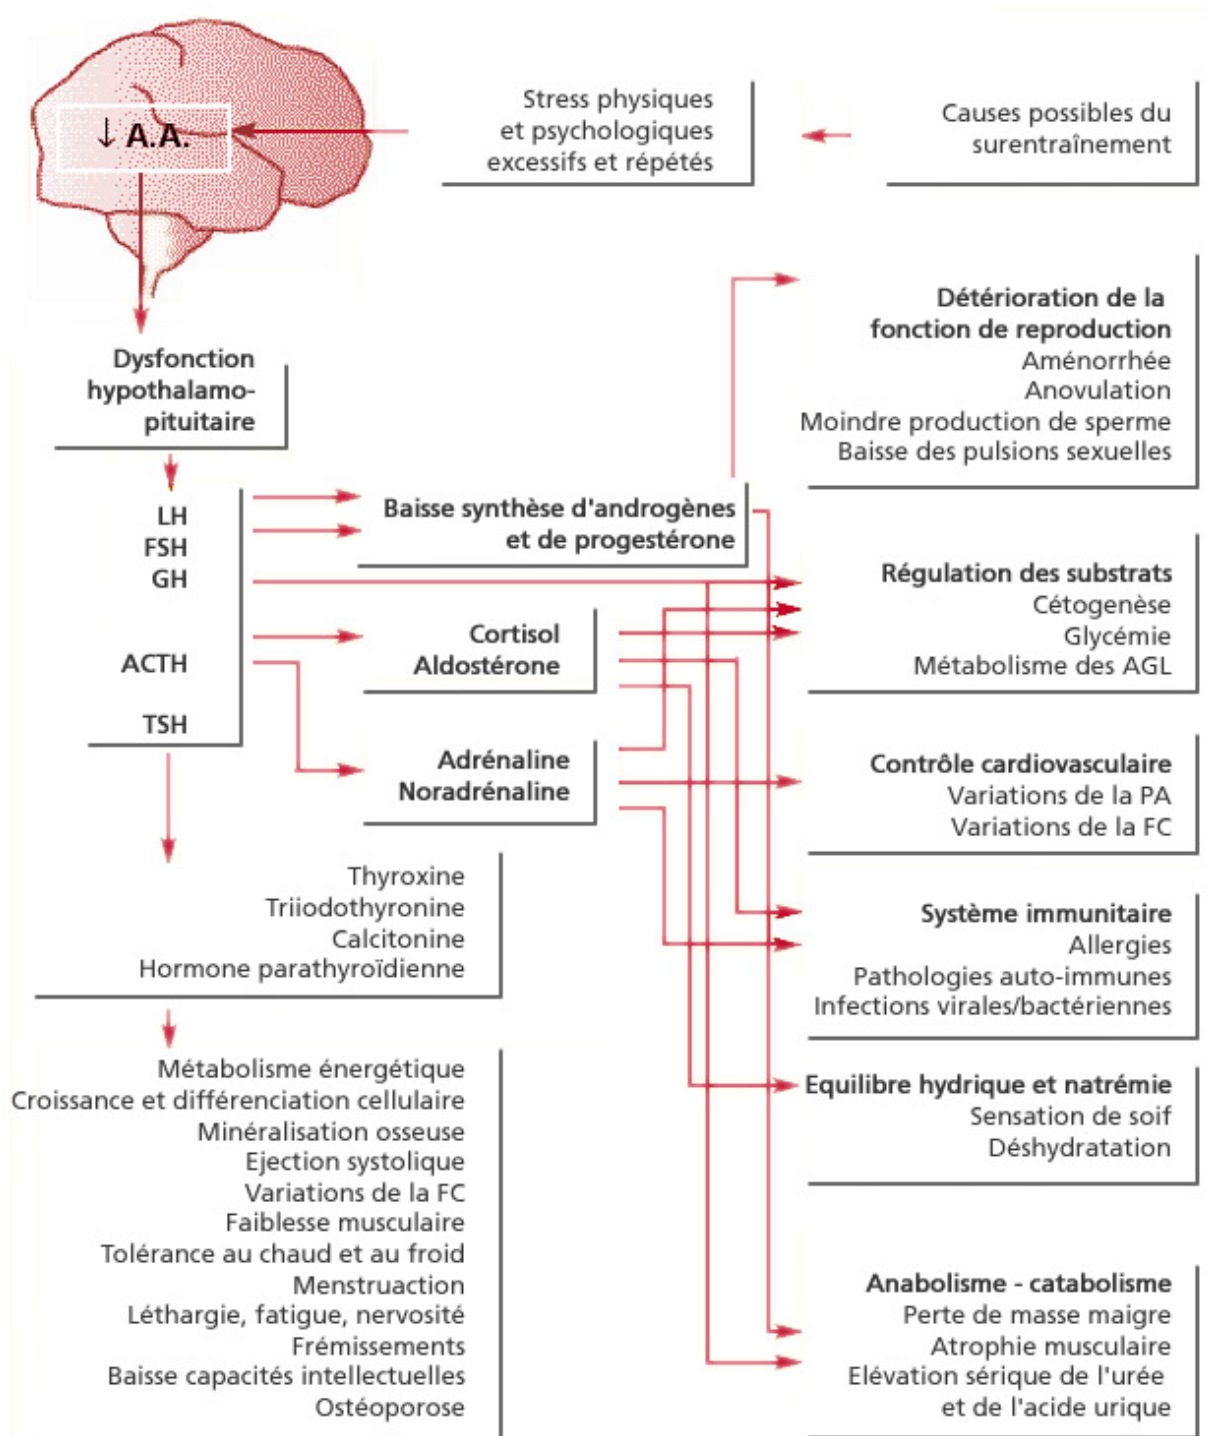 ↓ A.A.
Stress physiques
et psychologiques
excessifs et répétés
Causes possibles du
surentraînement
Dysfonction
hypothalamo-
pituitaire
LH
FSH
GH
ACTH
TSH
Baisse synthèse d'androgènes
et de progestérone
Cortisol
Aldostérone
Adrénaline
Noradrénaline
Thyroxine
Triiodothyronine
Calcitonine
Hormone parathyroïdienne
Métabolisme énergétique
Croissance et différenciation cellulaire
Minéralisation osseuse
Ejection systolique
Variations de la FC
Faiblesse musculaire
Tolérance au chaud et au froid
Menstruaction
Léthargie, fatigue, nervosité
Frémissements
Baisse capacités intellectuelles
Ostéoporose
Détérioration de la
fonction de reproduction
Aménorrhée
Anovulation
Moindre production de sperme
Baisse des pulsions sexuelles
Régulation des substrats
Cétogenèse
Glycémie
Métabolisme des AGL
Contrôle cardiovasculaire
Variations de la PA
Variations de la FC
Système immunitaire
Allergies
Pathologies auto-immunes
Infections virales/bactériennes
Equilibre hydrique et natrémie
Sensation de soif
Déshydratation
Anabolisme - catabolisme
Perte de masse maigre
Atrophie musculaire
Elévation sérique de l'urée
et de l'acide urique